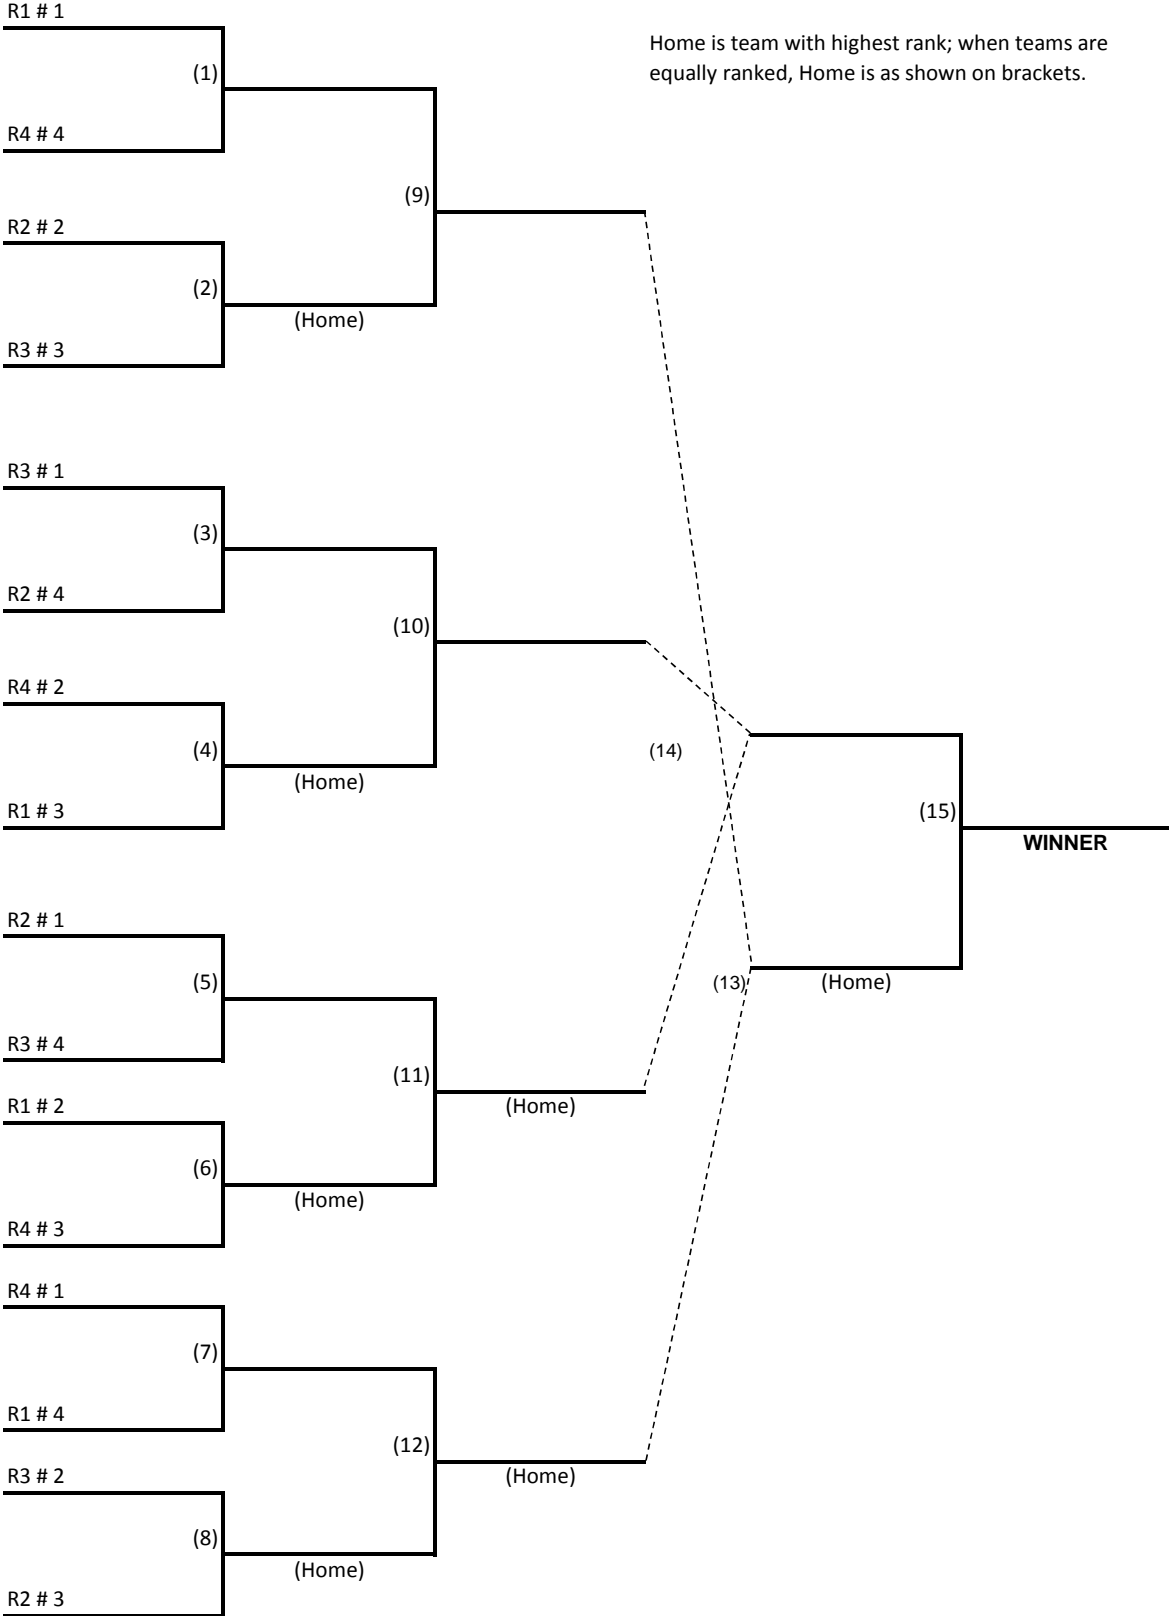 R1 # 1
Home is team with highest rank; when teams are
equally ranked, Home is as shown on brackets.
(1)
R4 # 4
(9)
R2 # 2
(2)
(Home)
R3 # 3
R3 # 1
(3)
R2 # 4
(10)
R4 # 2
(4)
(14)
(Home)
R1 # 3
(15)
WINNER
R2 # 1
(5)
(13)
(Home)
R3 # 4
(11)
R1 # 2
(Home)
(6)
(Home)
R4 # 3
R4 # 1
(7)
R1 # 4
(12)
R3 # 2
(Home)
(8)
(Home)
R2 # 3